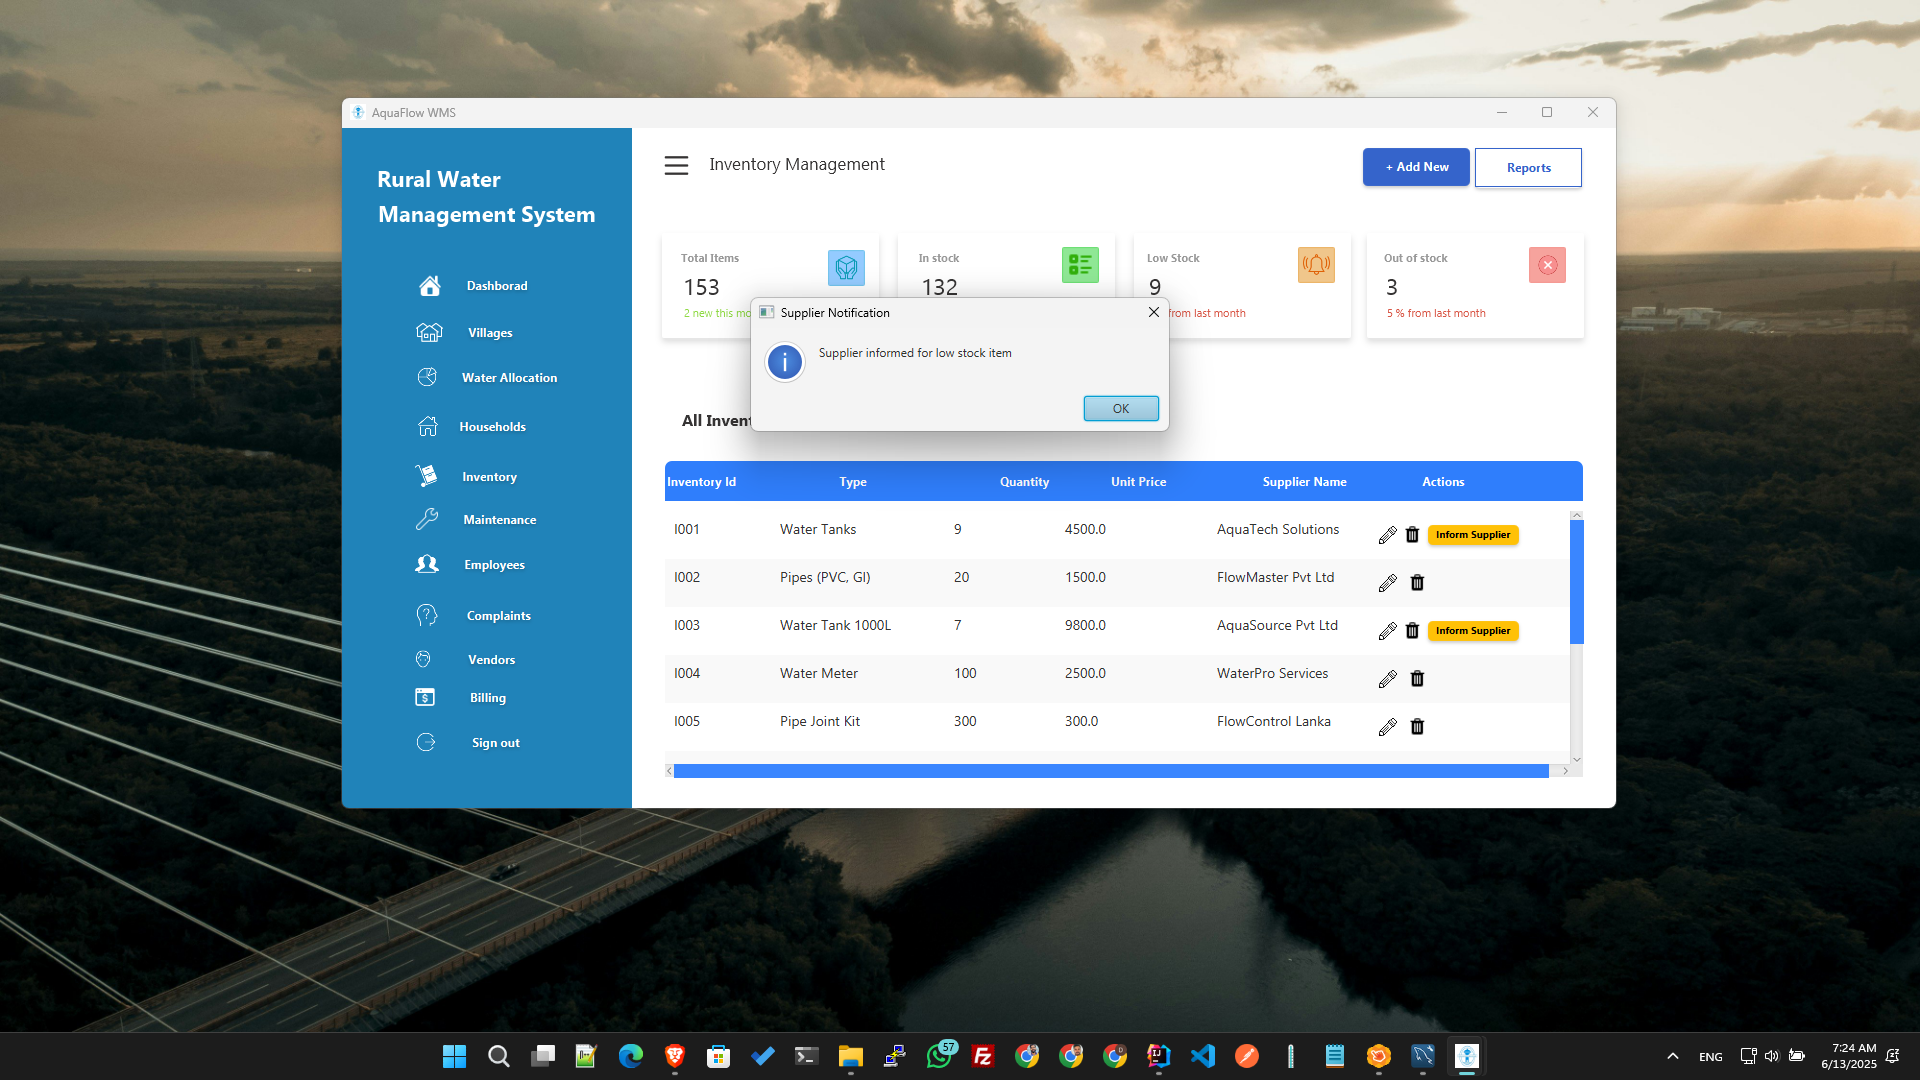 AquaFlow WMS
Rural Water
Management System
Dashborad
Villages
Water Allocation
Households
Inventory
Maintenance
Employees
Complaints
Vendors
Billing
Sign out
Inventory Management
+ Add New
Reports
Total Items
153
2 new this mo
In stock
132
Low Stock
9
from last month
Out of stock
3
5 % from last month
Supplier Notification
Supplier informed for low stock item
OK
All Invent
Inventory Id Type Quantity Unit Price Supplier Name Actions
I001 Water Tanks 9 4500.0 AquaTech Solutions Inform Supplier
I002 Pipes (PVC, GI) 20 1500.0 FlowMaster Pvt Ltd
I003 Water Tank 1000L 7 9800.0 AquaSource Pvt Ltd Inform Supplier
I004 Water Meter 100 2500.0 WaterPro Services
I005 Pipe Joint Kit 300 300.0 FlowControl Lanka
57
ENG
7:24 AM
6/13/2025